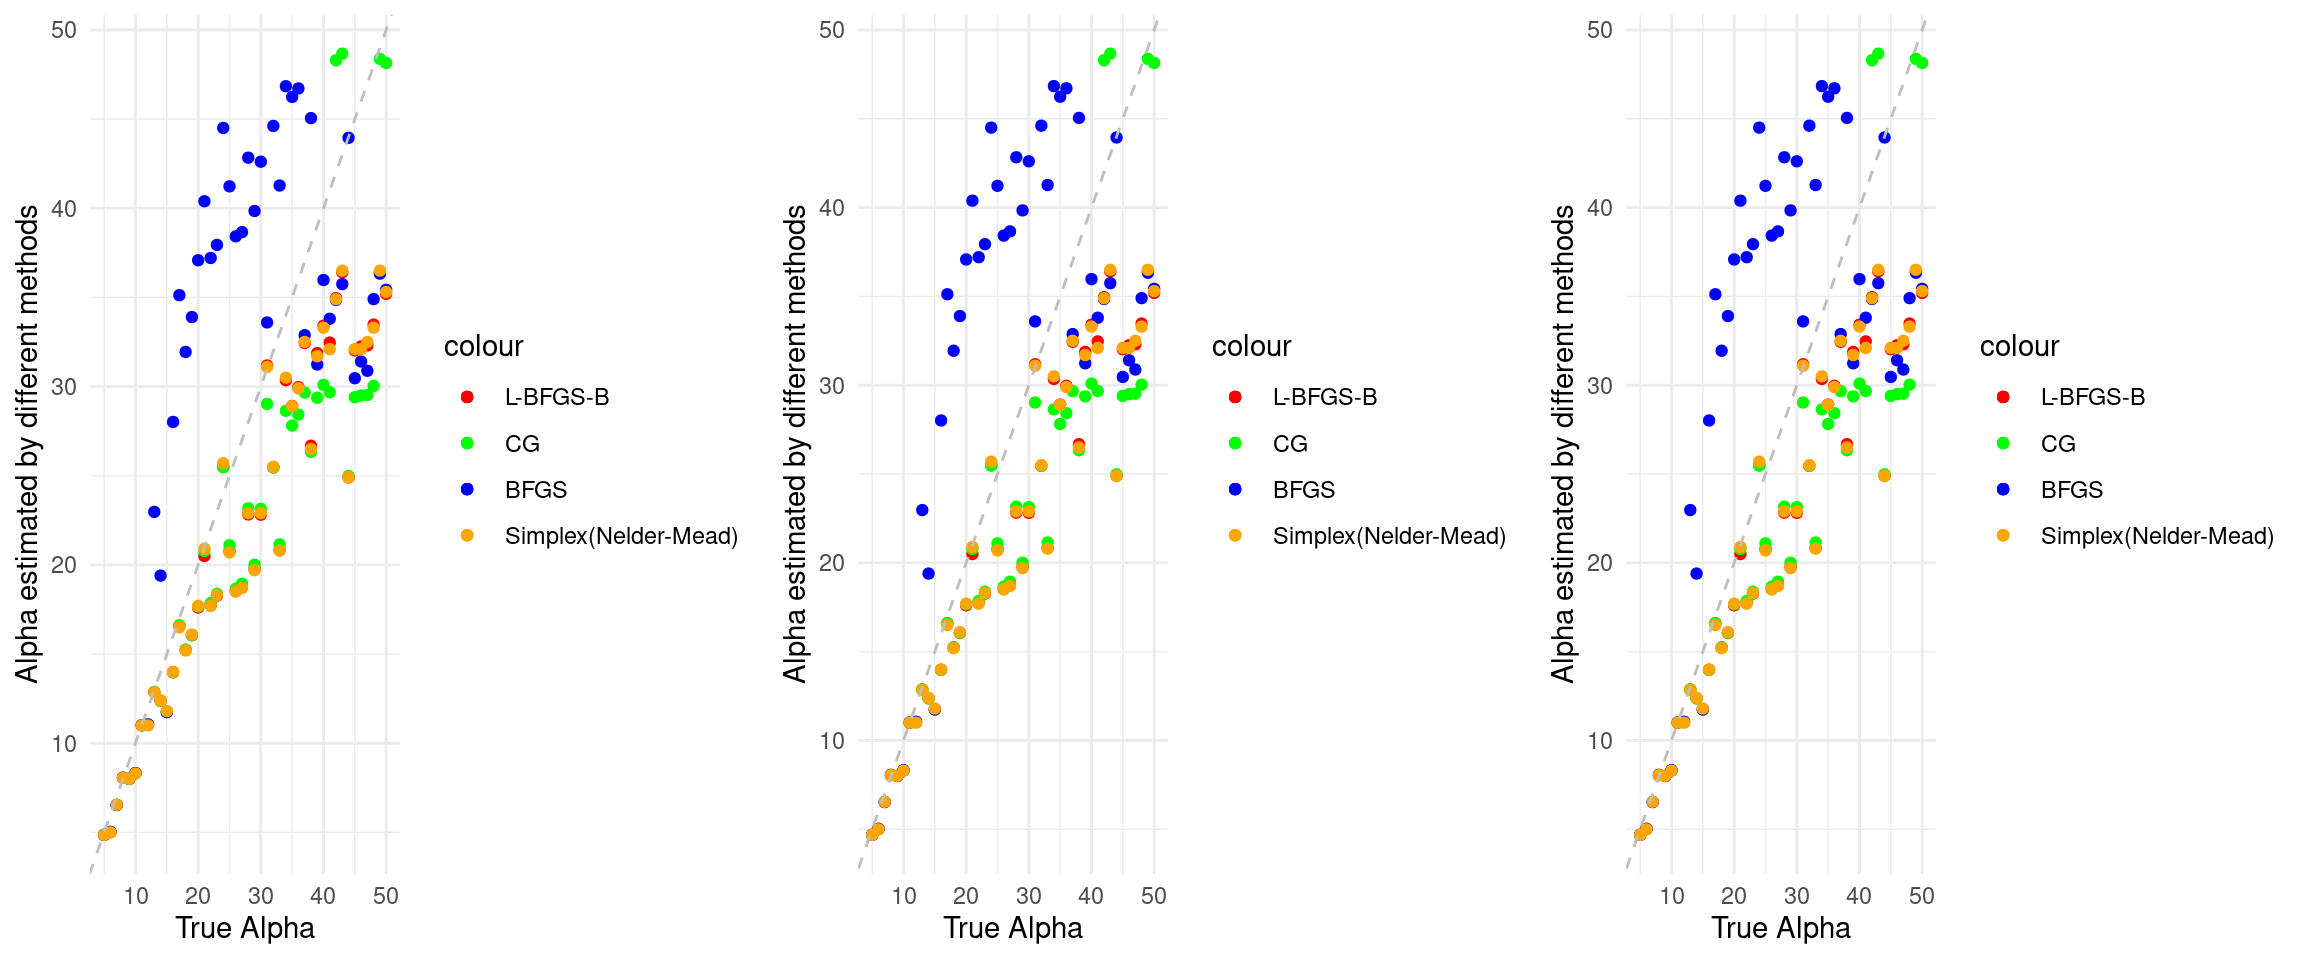 Alpha estimated by different methods
50
40
30
20
10
10 20 30 40 50
True Alpha
colour
L-BFGS-B
CG
BFGS
Simplex(Nelder-Mead)
Alpha estimated by different methods
50
40
30
20
10
10 20 30 40 50
True Alpha
colour
L-BFGS-B
CG
BFGS
Simplex(Nelder-Mead)
Alpha estimated by different methods
50
40
30
20
10
10 20 30 40 50
True Alpha
colour
L-BFGS-B
CG
BFGS
Simplex(Nelder-Mead)